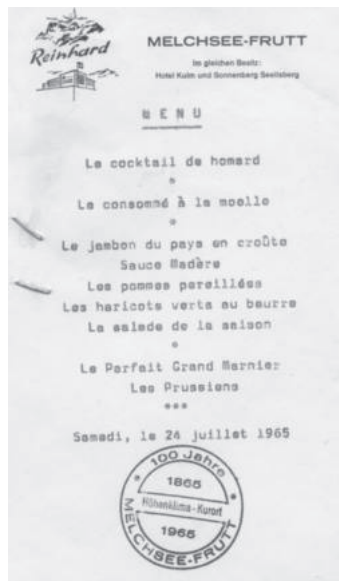 Reinhard
MELCHSEE-FRUTT
Im gleichen Besitz:
Hotel Kulm und Sonnenberg Seelisberg
MENU
Le cocktail de homard
*
Le consommé à la moelle
*
Le jambon du pays en croûte
Sauce Madère
Les pommes pareillées
Les haricots verts au beurre
La salade de la saison
*
Le Parfait Grand Marnier
Les Prussiens
***
Samedi, le 24 juillet 1965
100 Jahre
1865
Höhenklima-Kurort
1965
MELCHSEE-FRUTT